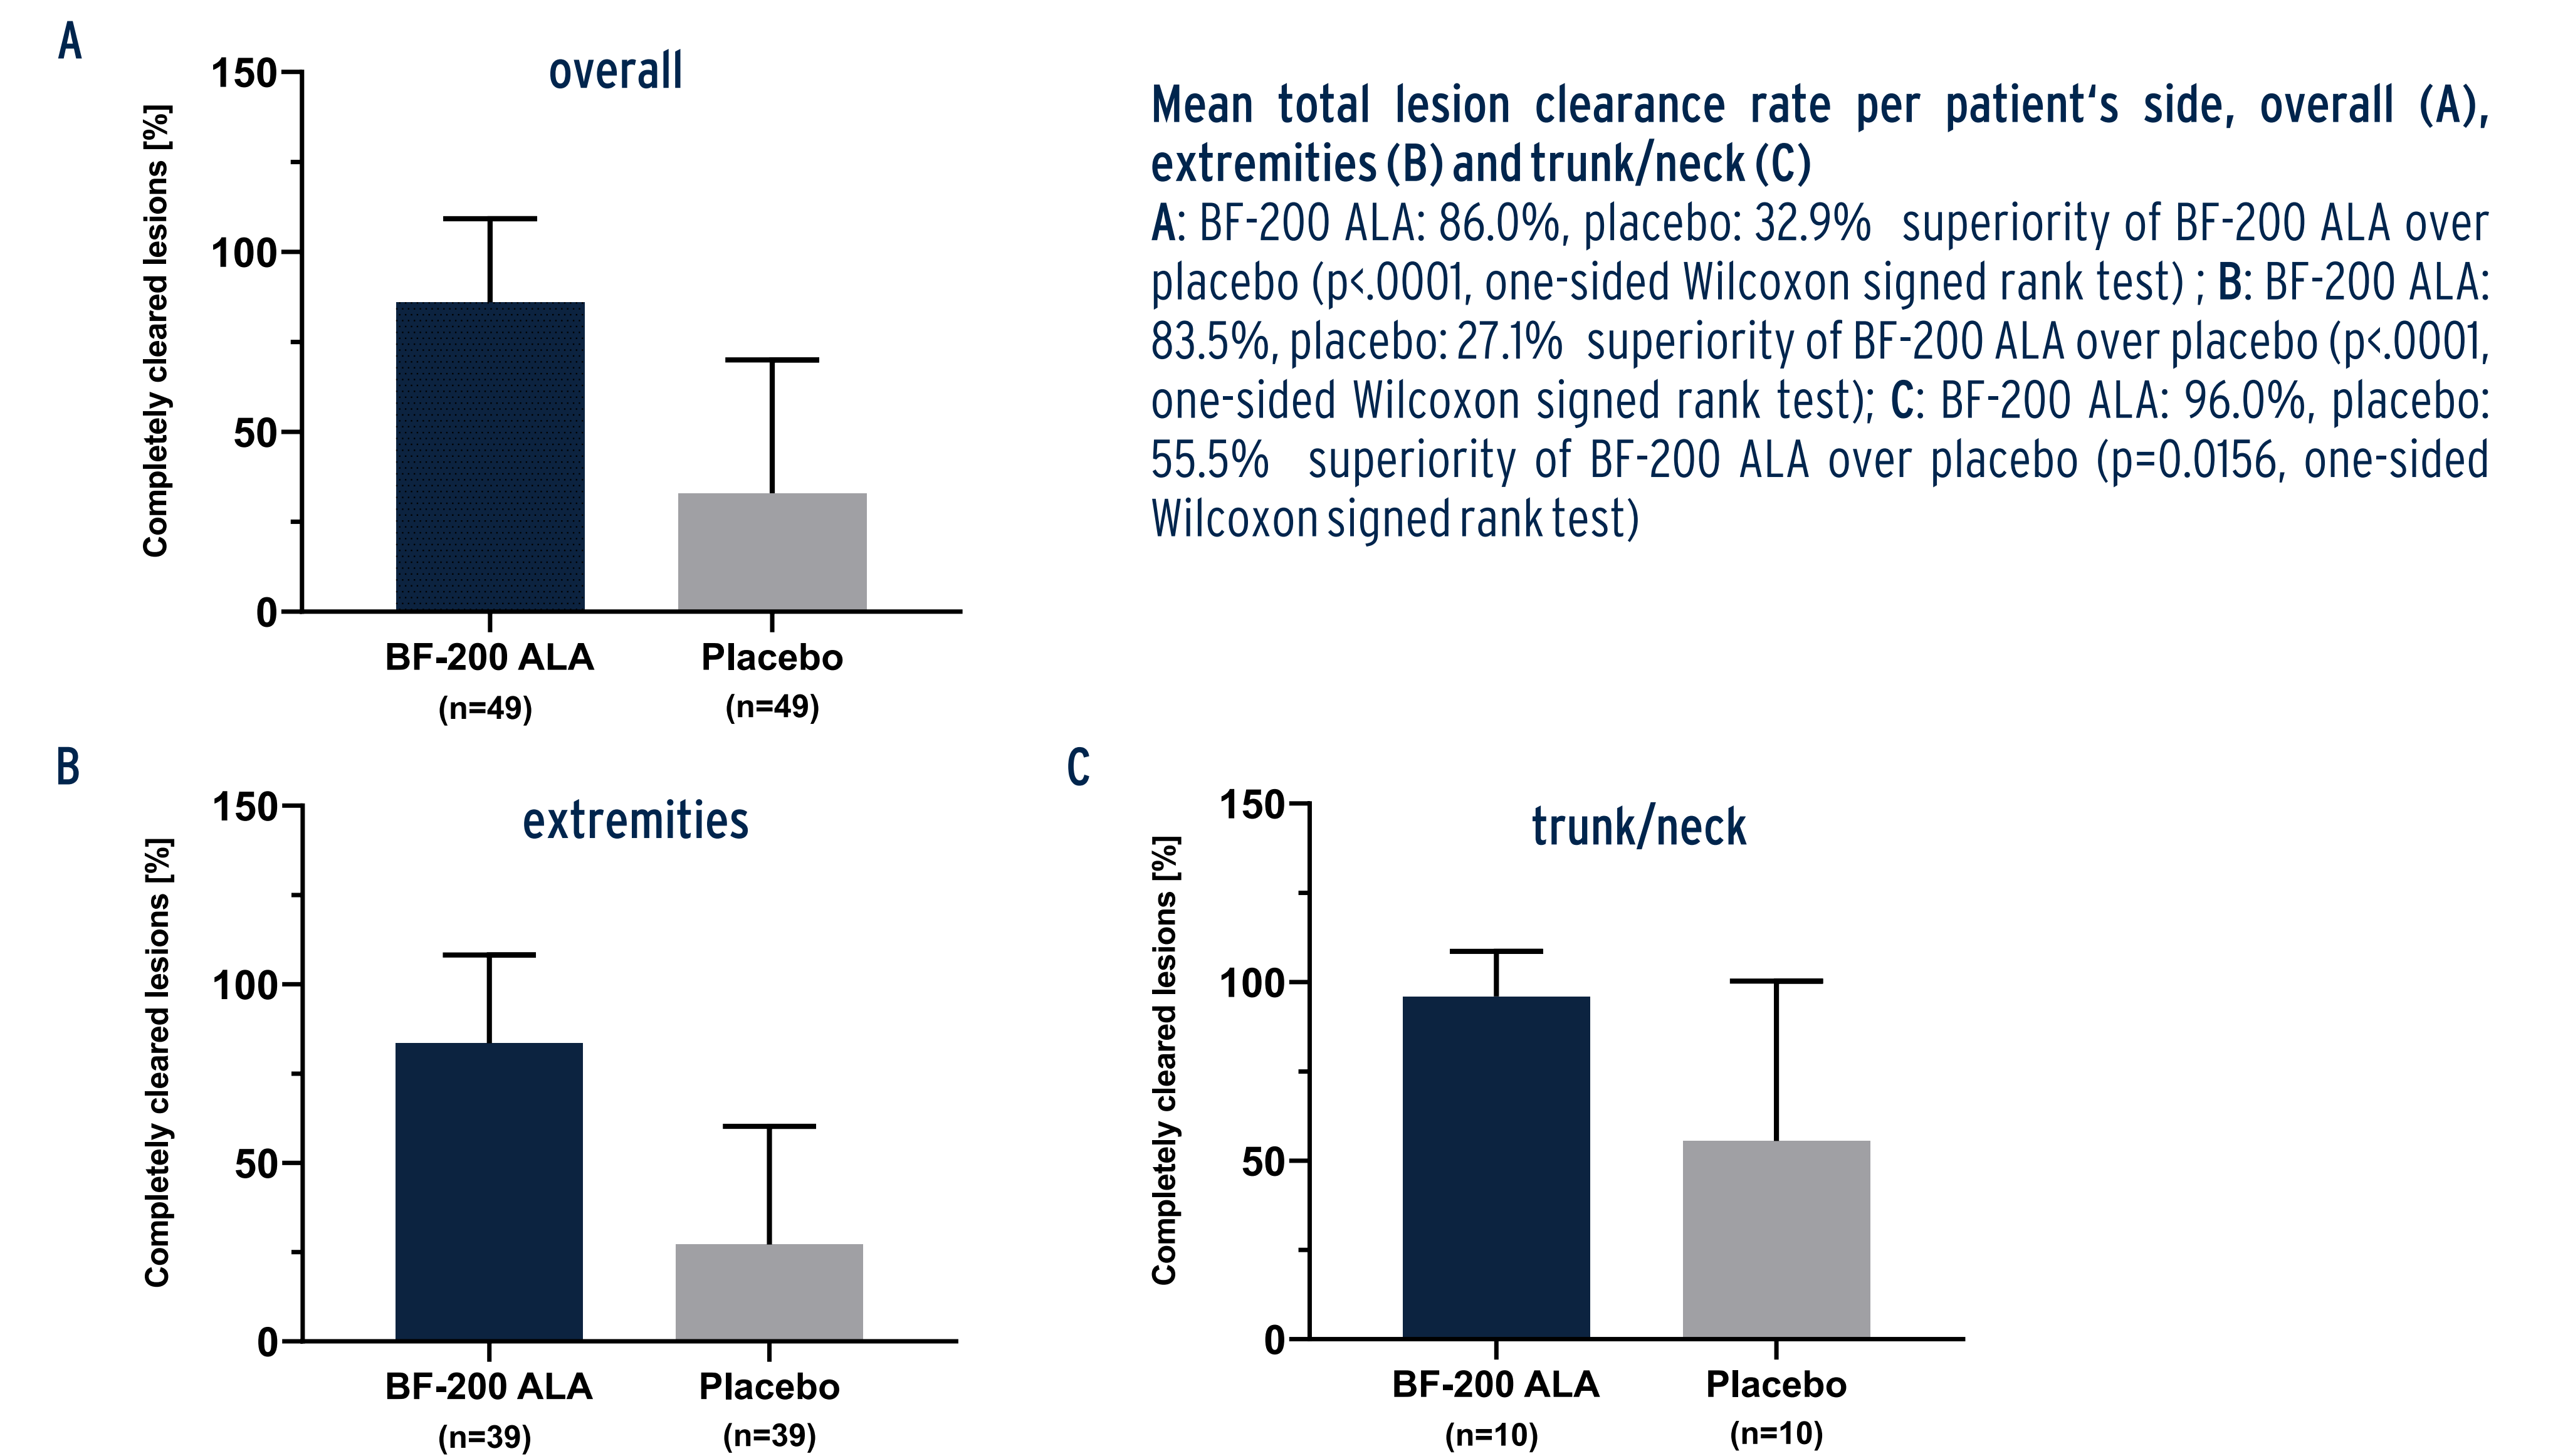 A
overall
150
100
50
0
Completely cleared lesions [%]
BF-200 ALA
Placebo
(n=49)
(n=49)
Mean total lesion clearance rate per patient‘s side, overall (A),
extremities (B) and trunk/neck (C)
A: BF-200 ALA: 86.0%, placebo: 32.9% superiority of BF-200 ALA over
placebo (p<.0001, one-sided Wilcoxon signed rank test) ; B: BF-200 ALA:
83.5%, placebo: 27.1% superiority of BF-200 ALA over placebo (p<.0001,
one-sided Wilcoxon signed rank test); C: BF-200 ALA: 96.0%, placebo:
55.5% superiority of BF-200 ALA over placebo (p=0.0156, one-sided
Wilcoxon signed rank test)
B
extremities
150
100
50
0
Completely cleared lesions [%]
BF-200 ALA
Placebo
(n=39)
(n=39)
C
trunk/neck
150
100
50
0
Completely cleared lesions [%]
BF-200 ALA
Placebo
(n=10)
(n=10)